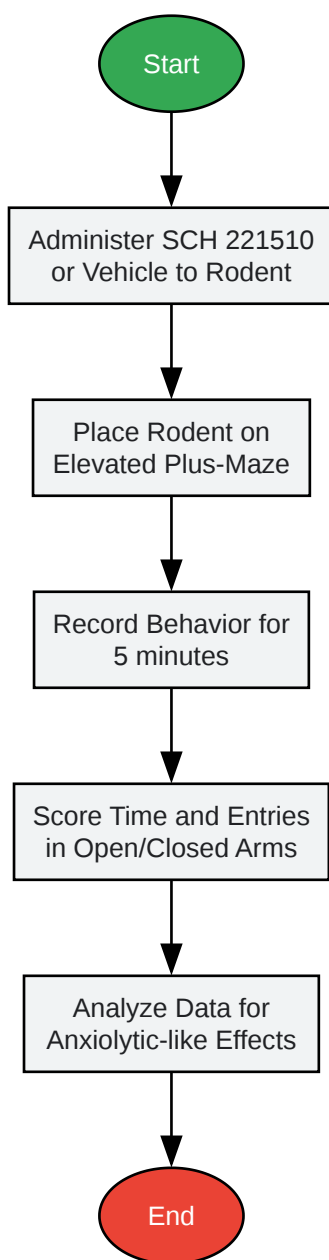 Start
Administer SCH 221510
or Vehicle to Rodent
Place Rodent on
Elevated Plus-Maze
Record Behavior for
5 minutes
Score Time and Entries
in Open/Closed Arms
Analyze Data for
Anxiolytic-like Effects
End